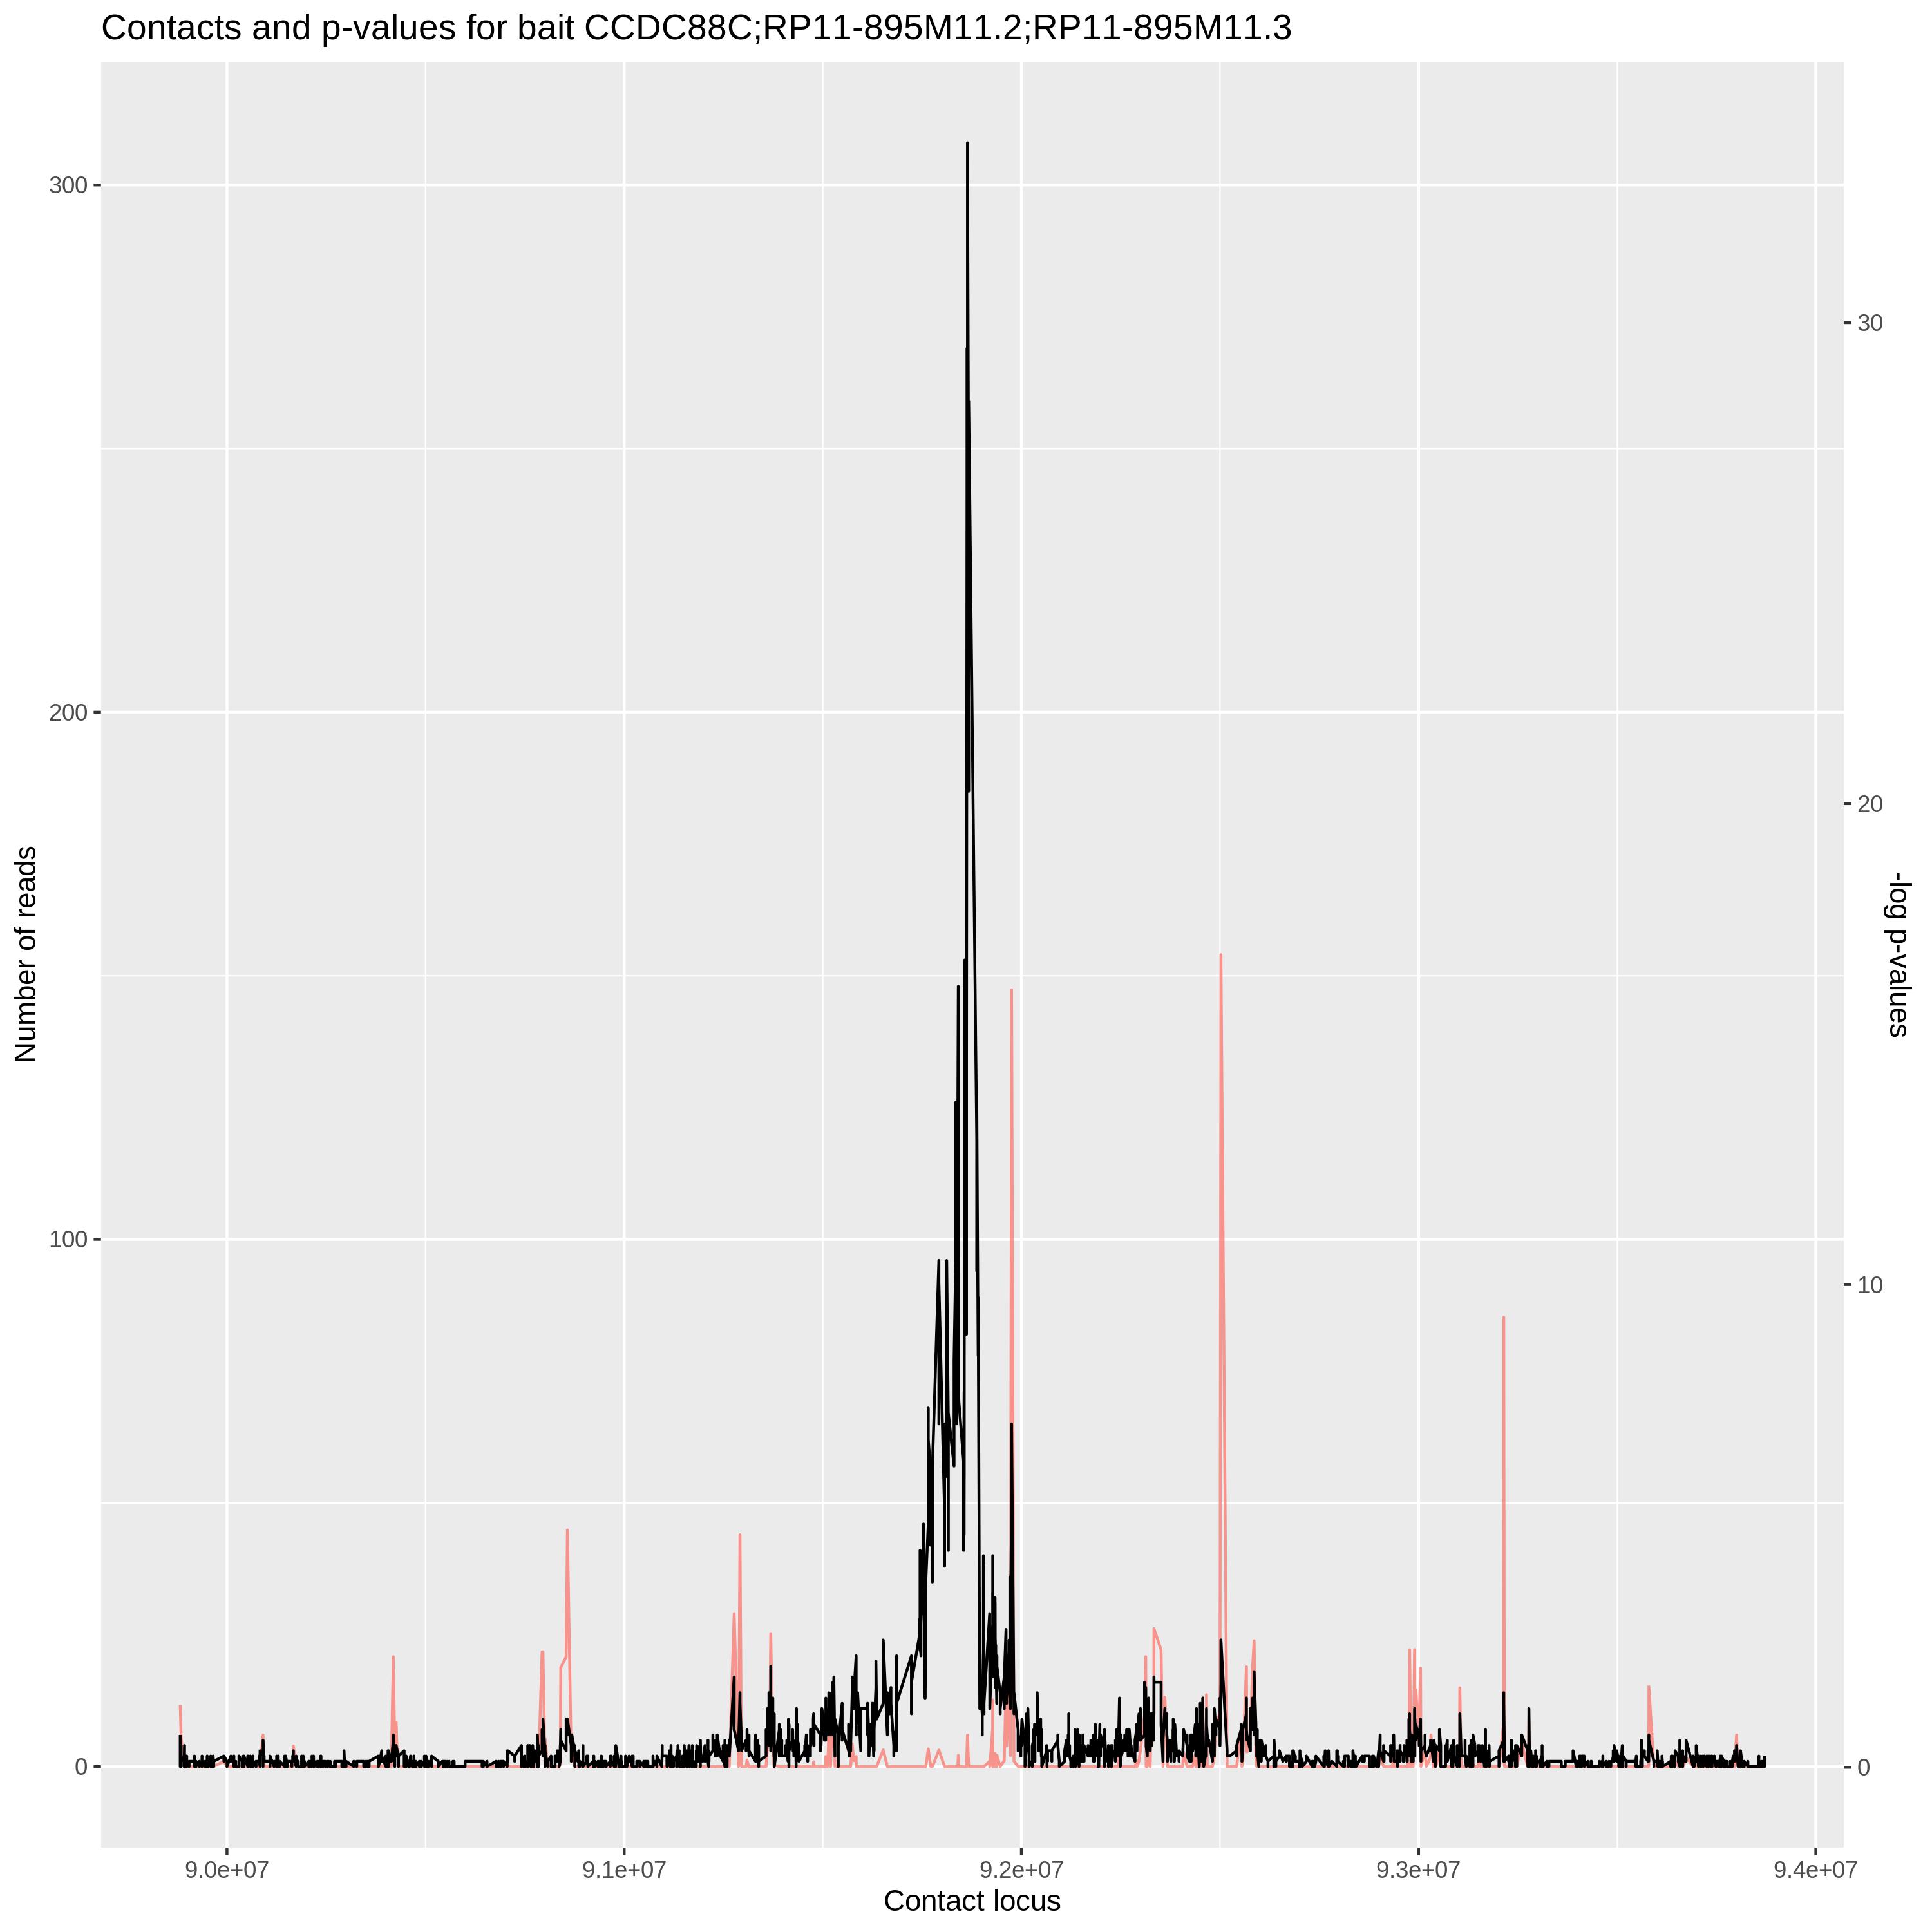 Contacts and p-values for bait CCDC88C;RP11-895M11.2;RP11-895M11.3
300
200
100
0
Number of reads
30
20
10
0
-log p-values
9.0e+07
9.1e+07
9.2e+07
9.3e+07
9.4e+07
Contact locus